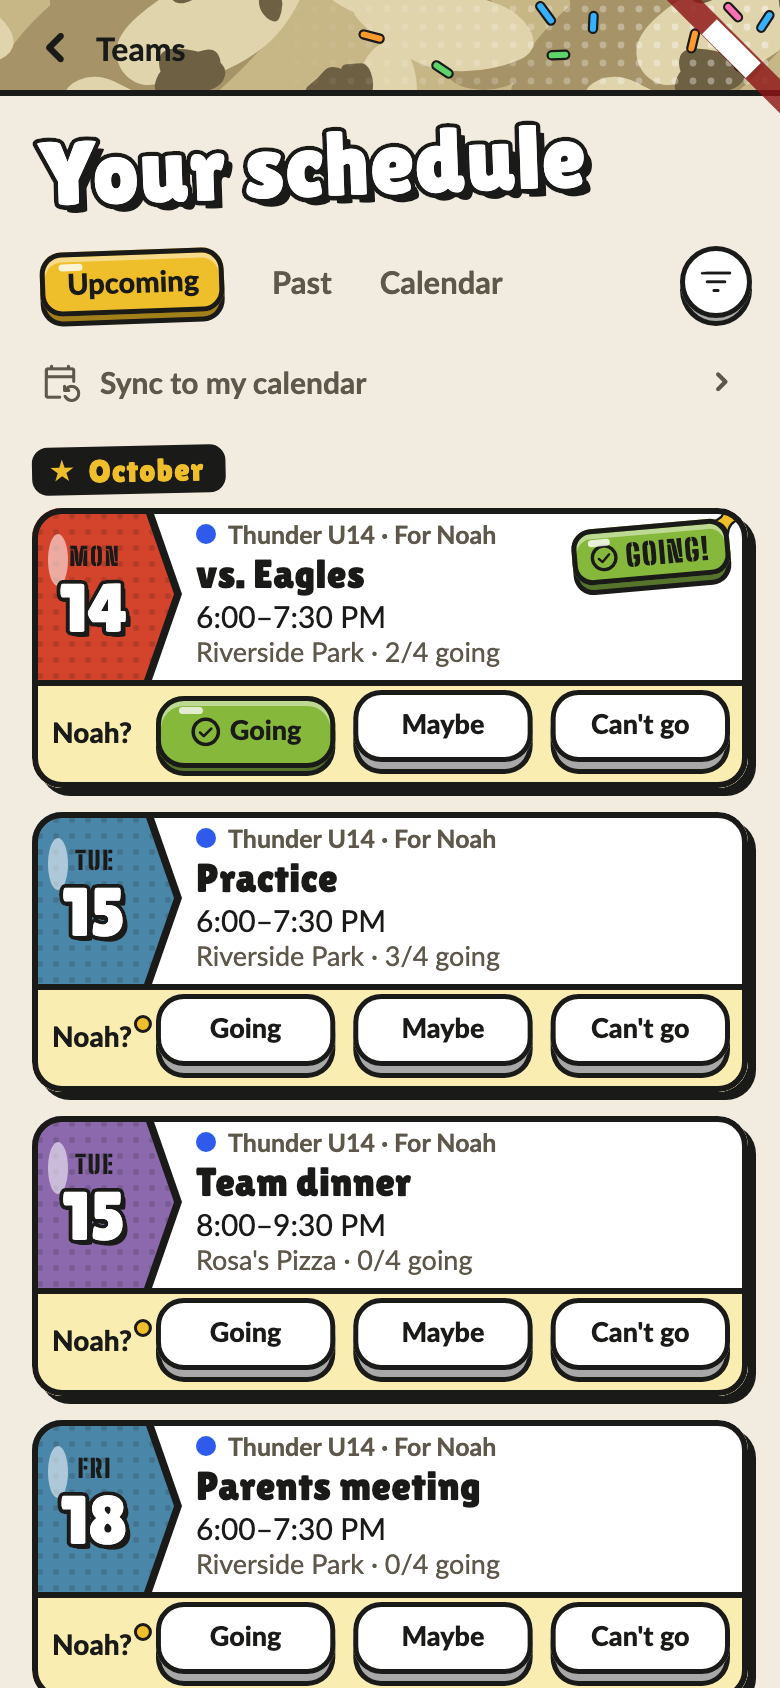 Teams
Your schedule
Upcoming Past Calendar
Sync to my calendar
★ October
MON
14
Thunder U14 · For Noah
vs. Eagles
6:00–7:30 PM
Riverside Park · 2/4 going
GOING!
Noah? Going Maybe Can't go
TUE
15
Thunder U14 · For Noah
Practice
6:00–7:30 PM
Riverside Park · 3/4 going
Noah? Going Maybe Can't go
TUE
15
Thunder U14 · For Noah
Team dinner
8:00–9:30 PM
Rosa's Pizza · 0/4 going
Noah? Going Maybe Can't go
FRI
18
Thunder U14 · For Noah
Parents meeting
6:00–7:30 PM
Riverside Park · 0/4 going
Noah? Going Maybe Can't go